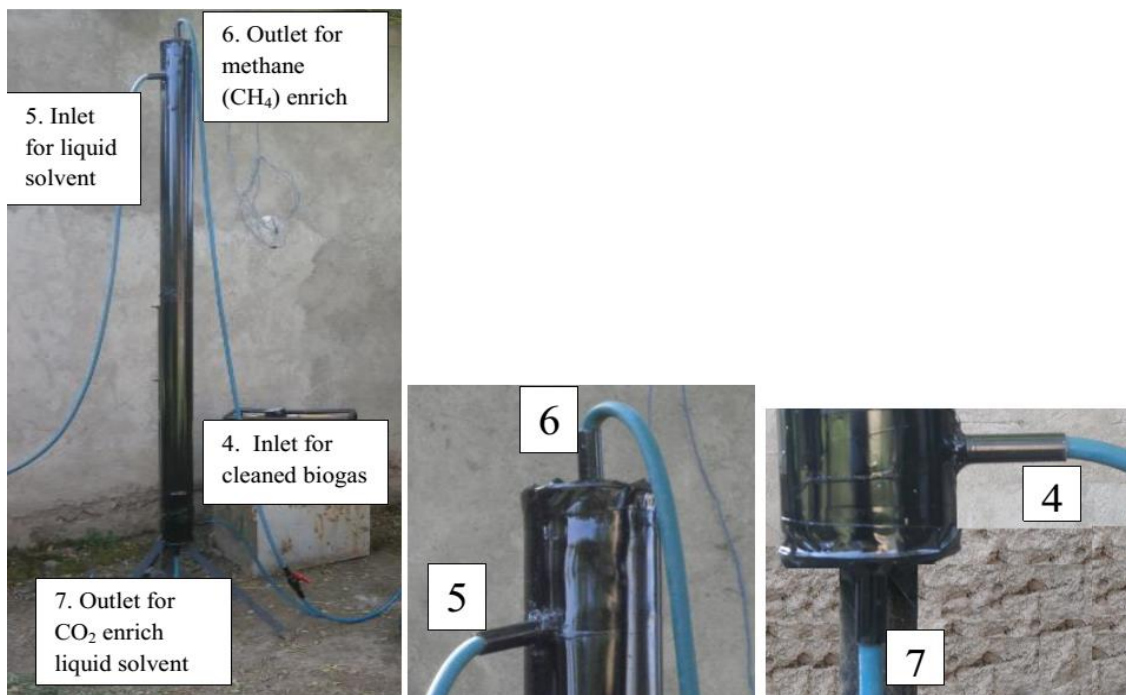 6. Outlet for
methane
(CH₄) enrich
5. Inlet
for liquid
solvent
4. Inlet for
cleaned biogas
7. Outlet for
CO₂ enrich
liquid solvent
6
5
4
7